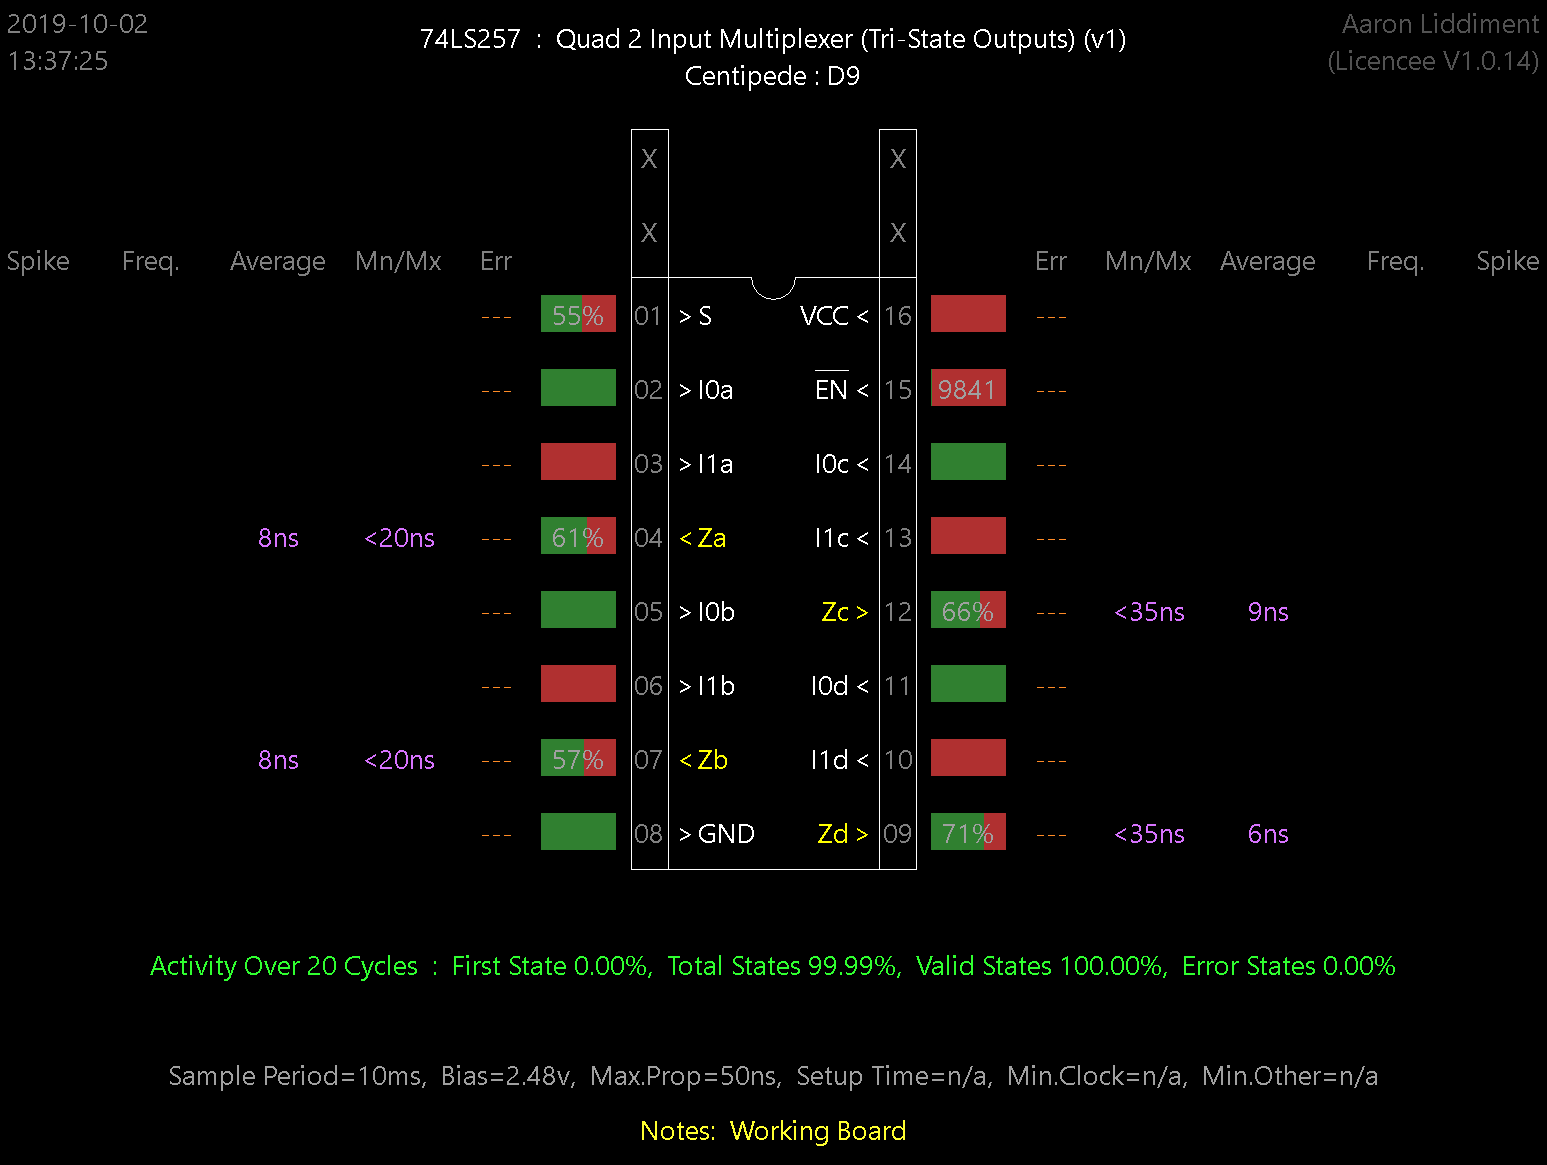 2019-10-02
13:37:25
74LS257 : Quad 2 Input Multiplexer (Tri-State Outputs) (v1)
Centipede : D9
Aaron Liddiment
(Licencee V1.0.14)
X X
X X
Spike Freq. Average Mn/Mx Err Err Mn/Mx Average Freq. Spike
--- 55% 01 > S VCC < 16 ---
--- 02 > I0a EN < 15 9841 ---
--- 03 > I1a I0c < 14 ---
8ns <20ns --- 61% 04 < Za I1c < 13 ---
--- 05 > I0b Zc > 12 66% --- <35ns 9ns
--- 06 > I1b I0d < 11 ---
8ns <20ns --- 57% 07 < Zb I1d < 10 ---
--- 08 > GND Zd > 09 71% --- <35ns 6ns
Activity Over 20 Cycles : First State 0.00%, Total States 99.99%, Valid States 100.00%, Error States 0.00%
Sample Period=10ms, Bias=2.48v, Max.Prop=50ns, Setup Time=n/a, Min.Clock=n/a, Min.Other=n/a
Notes: Working Board